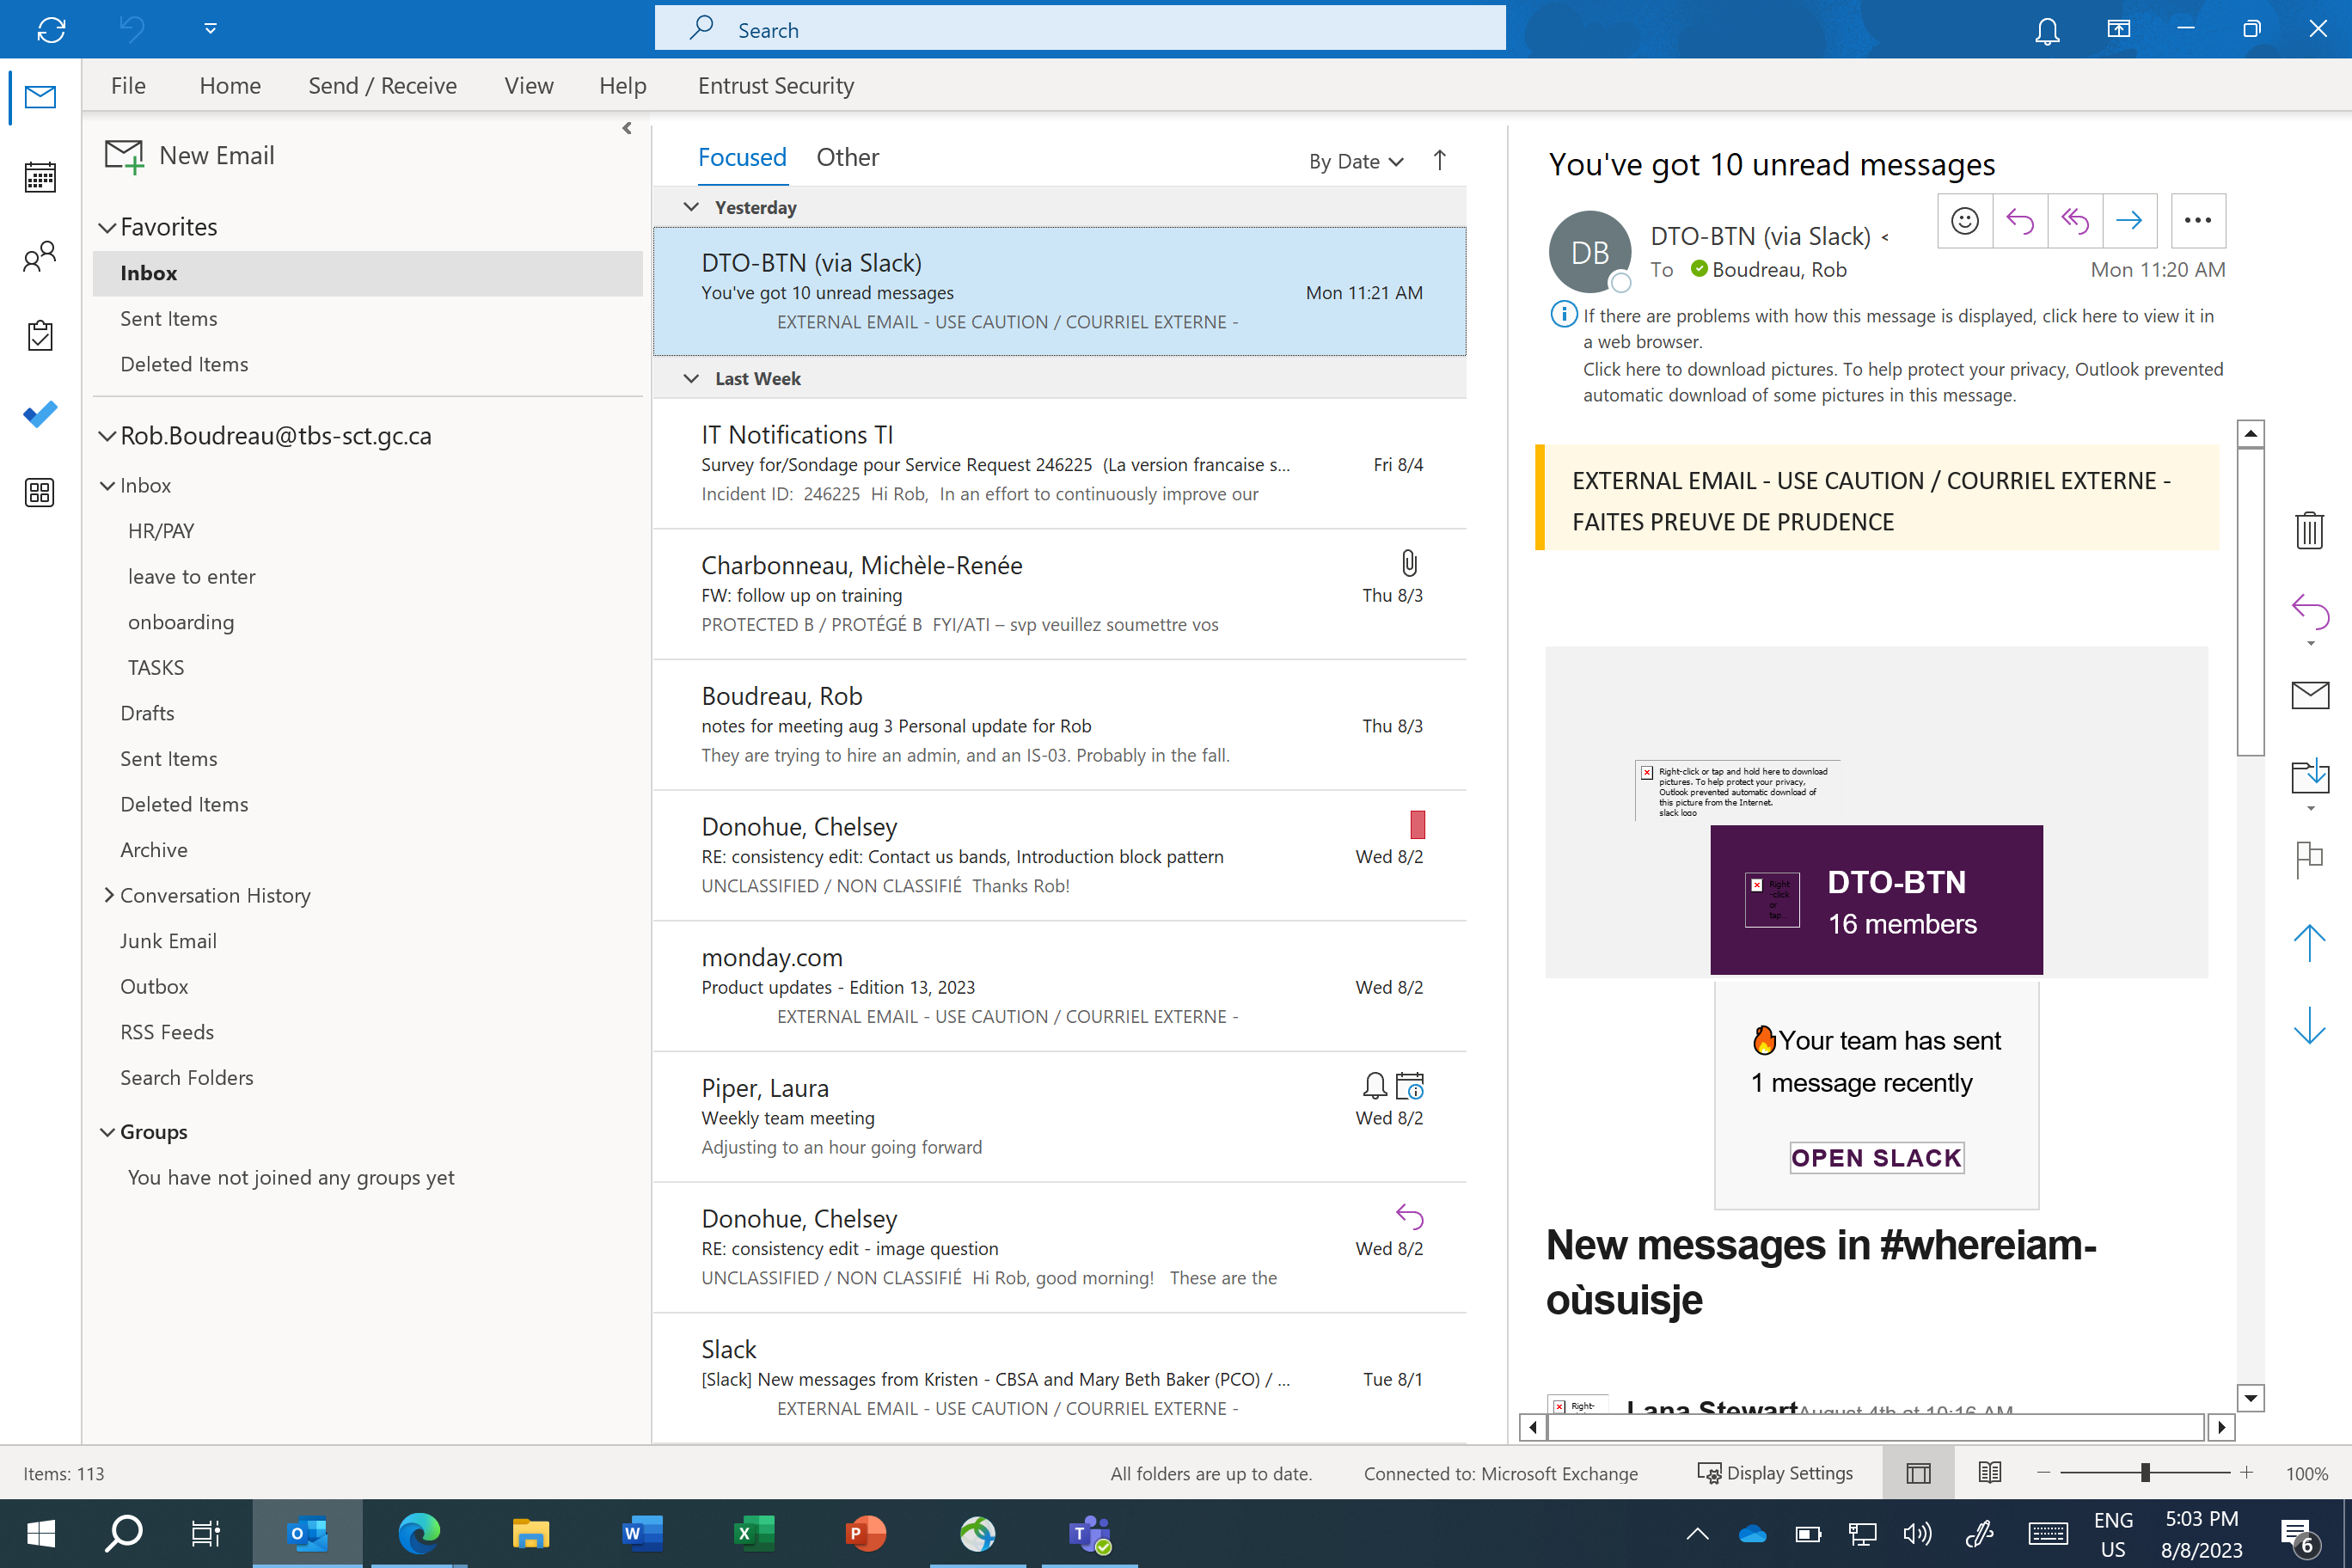 Search
File Home Send / Receive View Help Entrust Security
New Email
Favorites
Inbox
Sent Items
Deleted Items
Rob.Boudreau@tbs-sct.gc.ca
Inbox
HR/PAY
leave to enter
onboarding
TASKS
Drafts
Sent Items
Deleted Items
Archive
Conversation History
Junk Email
Outbox
RSS Feeds
Search Folders
Groups
You have not joined any groups yet
Focused Other By Date
Yesterday
DTO-BTN (via Slack)
You've got 10 unread messages Mon 11:21 AM
EXTERNAL EMAIL - USE CAUTION / COURRIEL EXTERNE -
Last Week
IT Notifications TI
Survey for/Sondage pour Service Request 246225 (La version francaise s... Fri 8/4
Incident ID: 246225 Hi Rob, In an effort to continuously improve our
Charbonneau, Michèle-Renée
FW: follow up on training Thu 8/3
PROTECTED B / PROTÉGÉ B FYI/ATI – svp veuillez soumettre vos
Boudreau, Rob
notes for meeting aug 3 Personal update for Rob Thu 8/3
They are trying to hire an admin, and an IS-03. Probably in the fall.
Donohue, Chelsey
RE: consistency edit: Contact us bands, Introduction block pattern Wed 8/2
UNCLASSIFIED / NON CLASSIFIÉ Thanks Rob!
monday.com
Product updates - Edition 13, 2023 Wed 8/2
EXTERNAL EMAIL - USE CAUTION / COURRIEL EXTERNE -
Piper, Laura
Weekly team meeting Wed 8/2
Adjusting to an hour going forward
Donohue, Chelsey
RE: consistency edit - image question Wed 8/2
UNCLASSIFIED / NON CLASSIFIÉ Hi Rob, good morning! These are the
Slack
[Slack] New messages from Kristen - CBSA and Mary Beth Baker (PCO) / ... Tue 8/1
EXTERNAL EMAIL - USE CAUTION / COURRIEL EXTERNE -
You've got 10 unread messages
DB
DTO-BTN (via Slack) <
To Boudreau, Rob Mon 11:20 AM
If there are problems with how this message is displayed, click here to view it in
a web browser.
Click here to download pictures. To help protect your privacy, Outlook prevented
automatic download of some pictures in this message.
EXTERNAL EMAIL - USE CAUTION / COURRIEL EXTERNE -
FAITES PREUVE DE PRUDENCE
Right-click or tap and hold here to download
pictures. To help protect your privacy,
Outlook prevented automatic download of
this picture from the Internet.
slack logo
Right
-click
or
tap...
DTO-BTN
16 members
Your team has sent
1 message recently
OPEN SLACK
New messages in #whereiam-
oùsuisje
Right-
Lana Stewart August 4th at 10:16 AM
Items: 113 All folders are up to date. Connected to: Microsoft Exchange Display Settings 100%
ENG
US
5:03 PM
8/8/2023
6